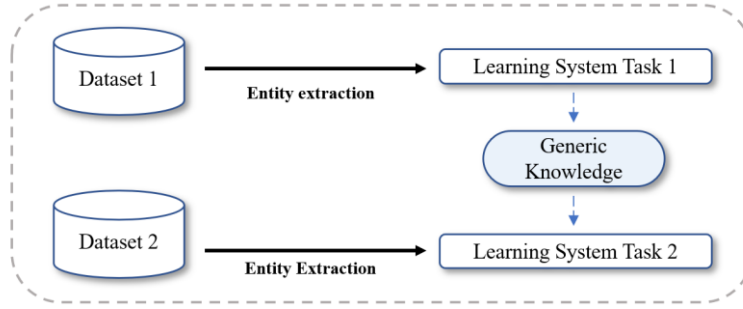 Dataset 1
Entity extraction
Learning System Task 1
Generic
Knowledge
Dataset 2
Entity Extraction
Learning System Task 2